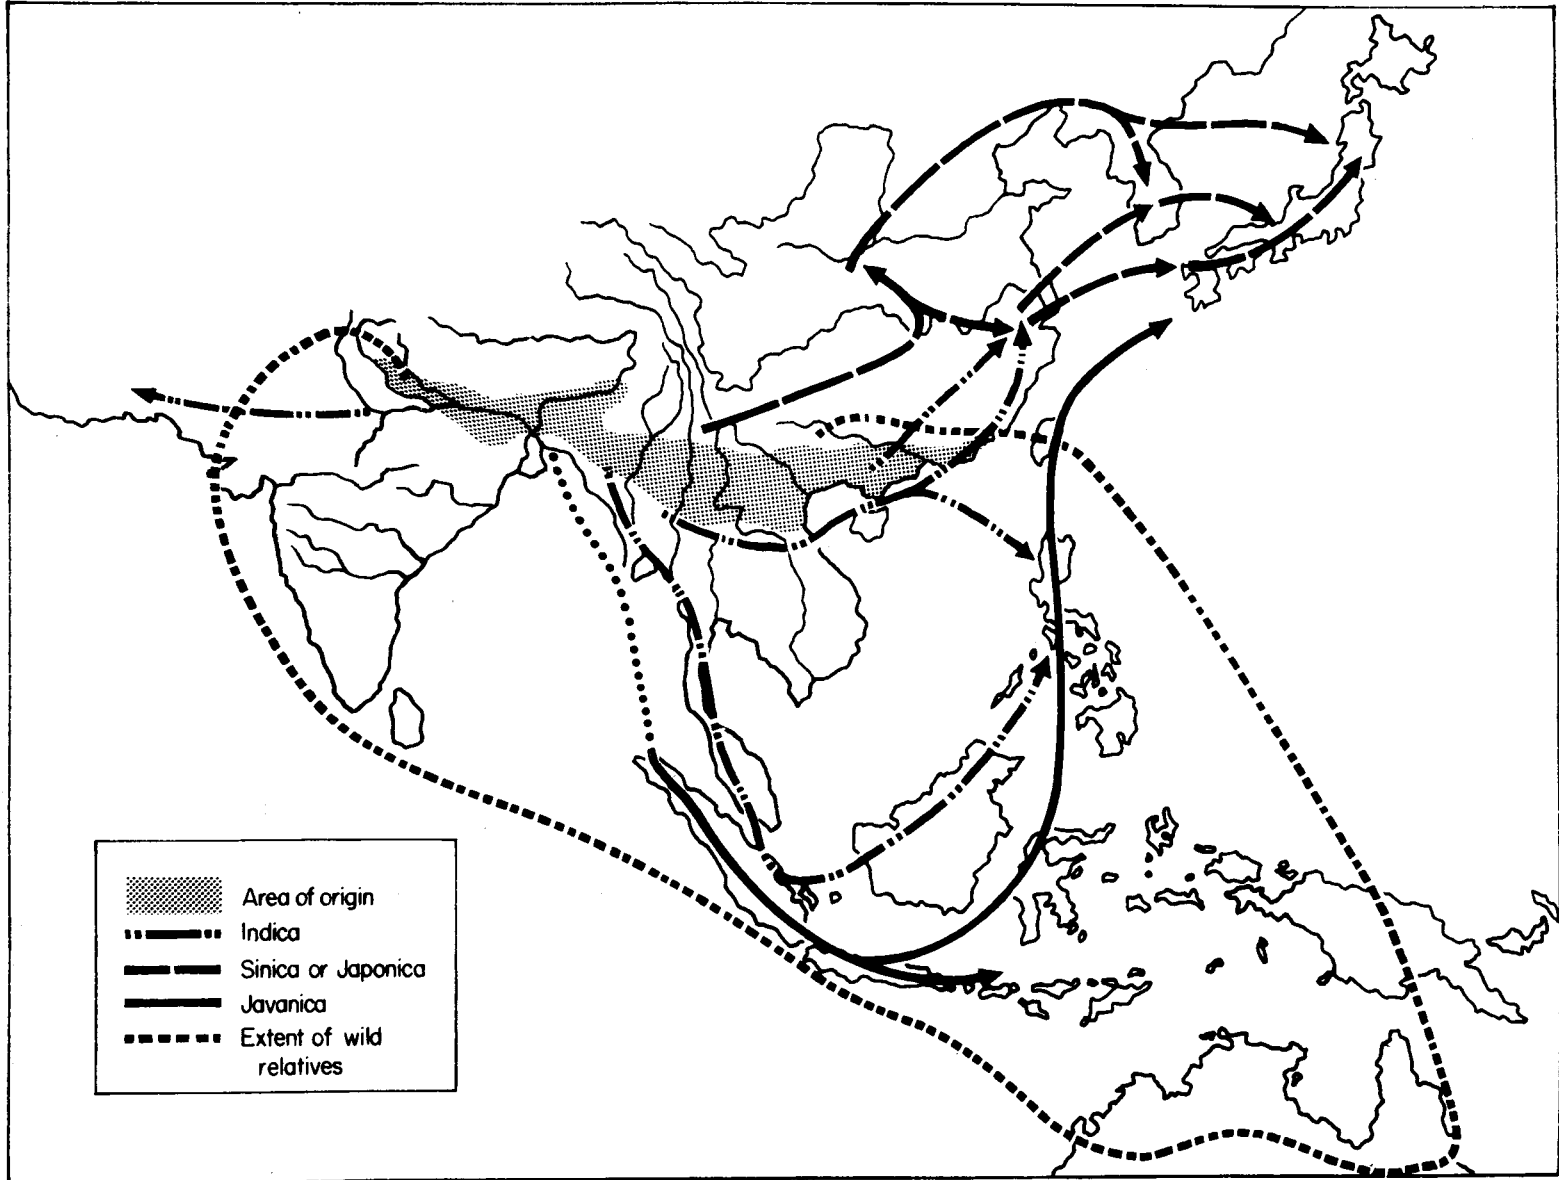 Area of origin
Indica
Sinica or Japonica
Javanica
Extent of wild
relatives